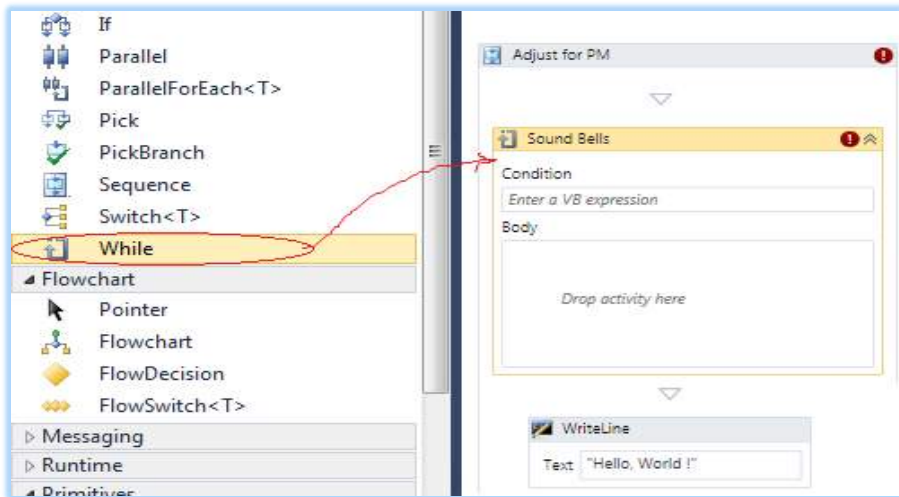 If
Parallel
ParallelForEach<T>
Pick
PickBranch
Sequence
Switch<T>
While
Flowchart
Pointer
Flowchart
FlowDecision
FlowSwitch<T>
Messaging
Runtime
Primitives
Adjust for PM
Sound Bells
Condition
Enter a VB expression
Body
Drop activity here
WriteLine
Text "Hello, World !"